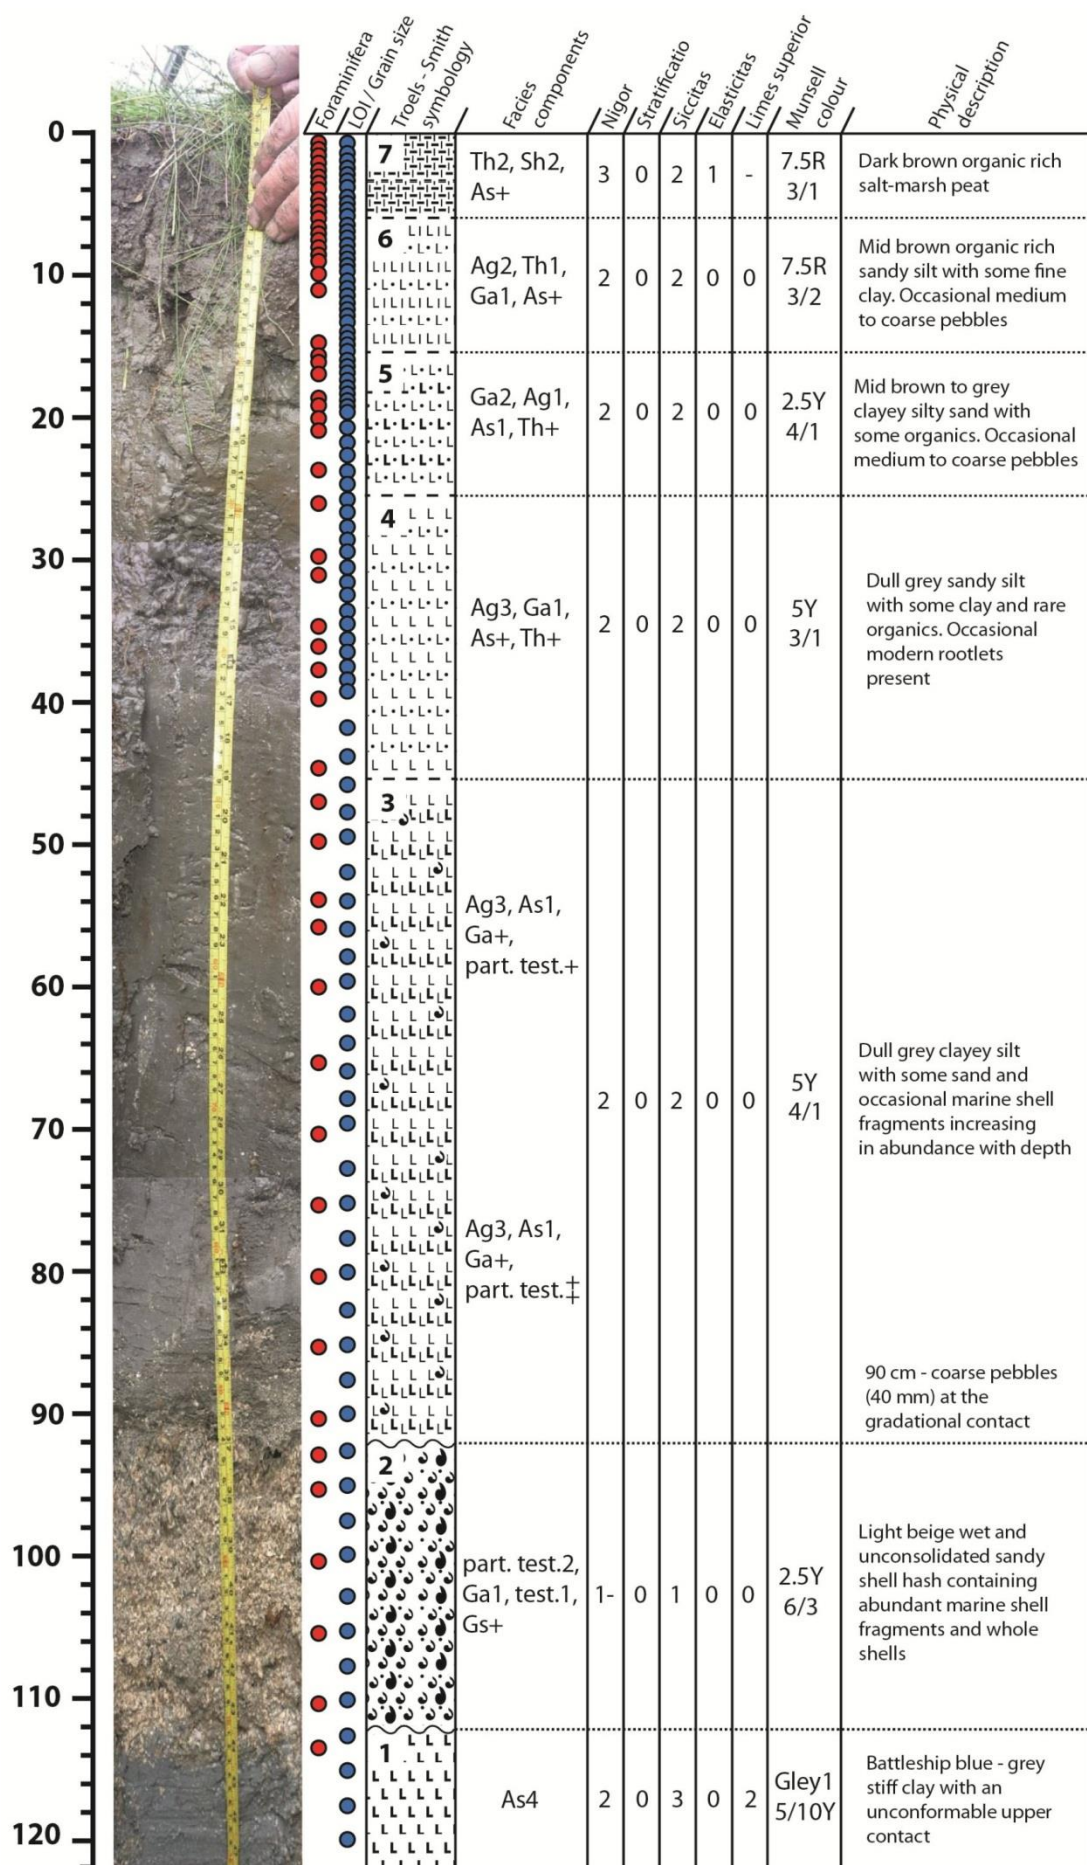 Foraminifera
LOI / Grain size
Troels - Smith
symbology
Facies
components
Nigor
Stratificatio
Siccitas
Elasticitas
Limes superior
Munsell
colour
Physical
description
0
10
20
30
40
50
60
70
80
90
100
110
120
7
Th2, Sh2,
As+
3
0
2
1
-
7.5R
3/1
Dark brown organic rich
salt-marsh peat
6
Ag2, Th1,
Ga1, As+
2
0
2
0
0
7.5R
3/2
Mid brown organic rich
sandy silt with some fine
clay. Occasional medium
to coarse pebbles
5
Ga2, Ag1,
As1, Th+
2
0
2
0
0
2.5Y
4/1
Mid brown to grey
clayey silty sand with
some organics. Occasional
medium to coarse pebbles
4
Ag3, Ga1,
As+, Th+
2
0
2
0
0
5Y
3/1
Dull grey sandy silt
with some clay and rare
organics. Occasional
modern rootlets
present
3
Ag3, As1,
Ga+,
part. test.+
Ag3, As1,
Ga+,
part. test.‡
2
0
2
0
0
5Y
4/1
Dull grey clayey silt
with some sand and
occasional marine shell
fragments increasing
in abundance with depth
90 cm - coarse pebbles
(40 mm) at the
gradational contact
2
part. test.2,
Ga1, test.1,
Gs+
1-
0
1
0
0
2.5Y
6/3
Light beige wet and
unconsolidated sandy
shell hash containing
abundant marine shell
fragments and whole
shells
1
As4
2
0
3
0
2
Gley1
5/10Y
Battleship blue - grey
stiff clay with an
unconformable upper
contact